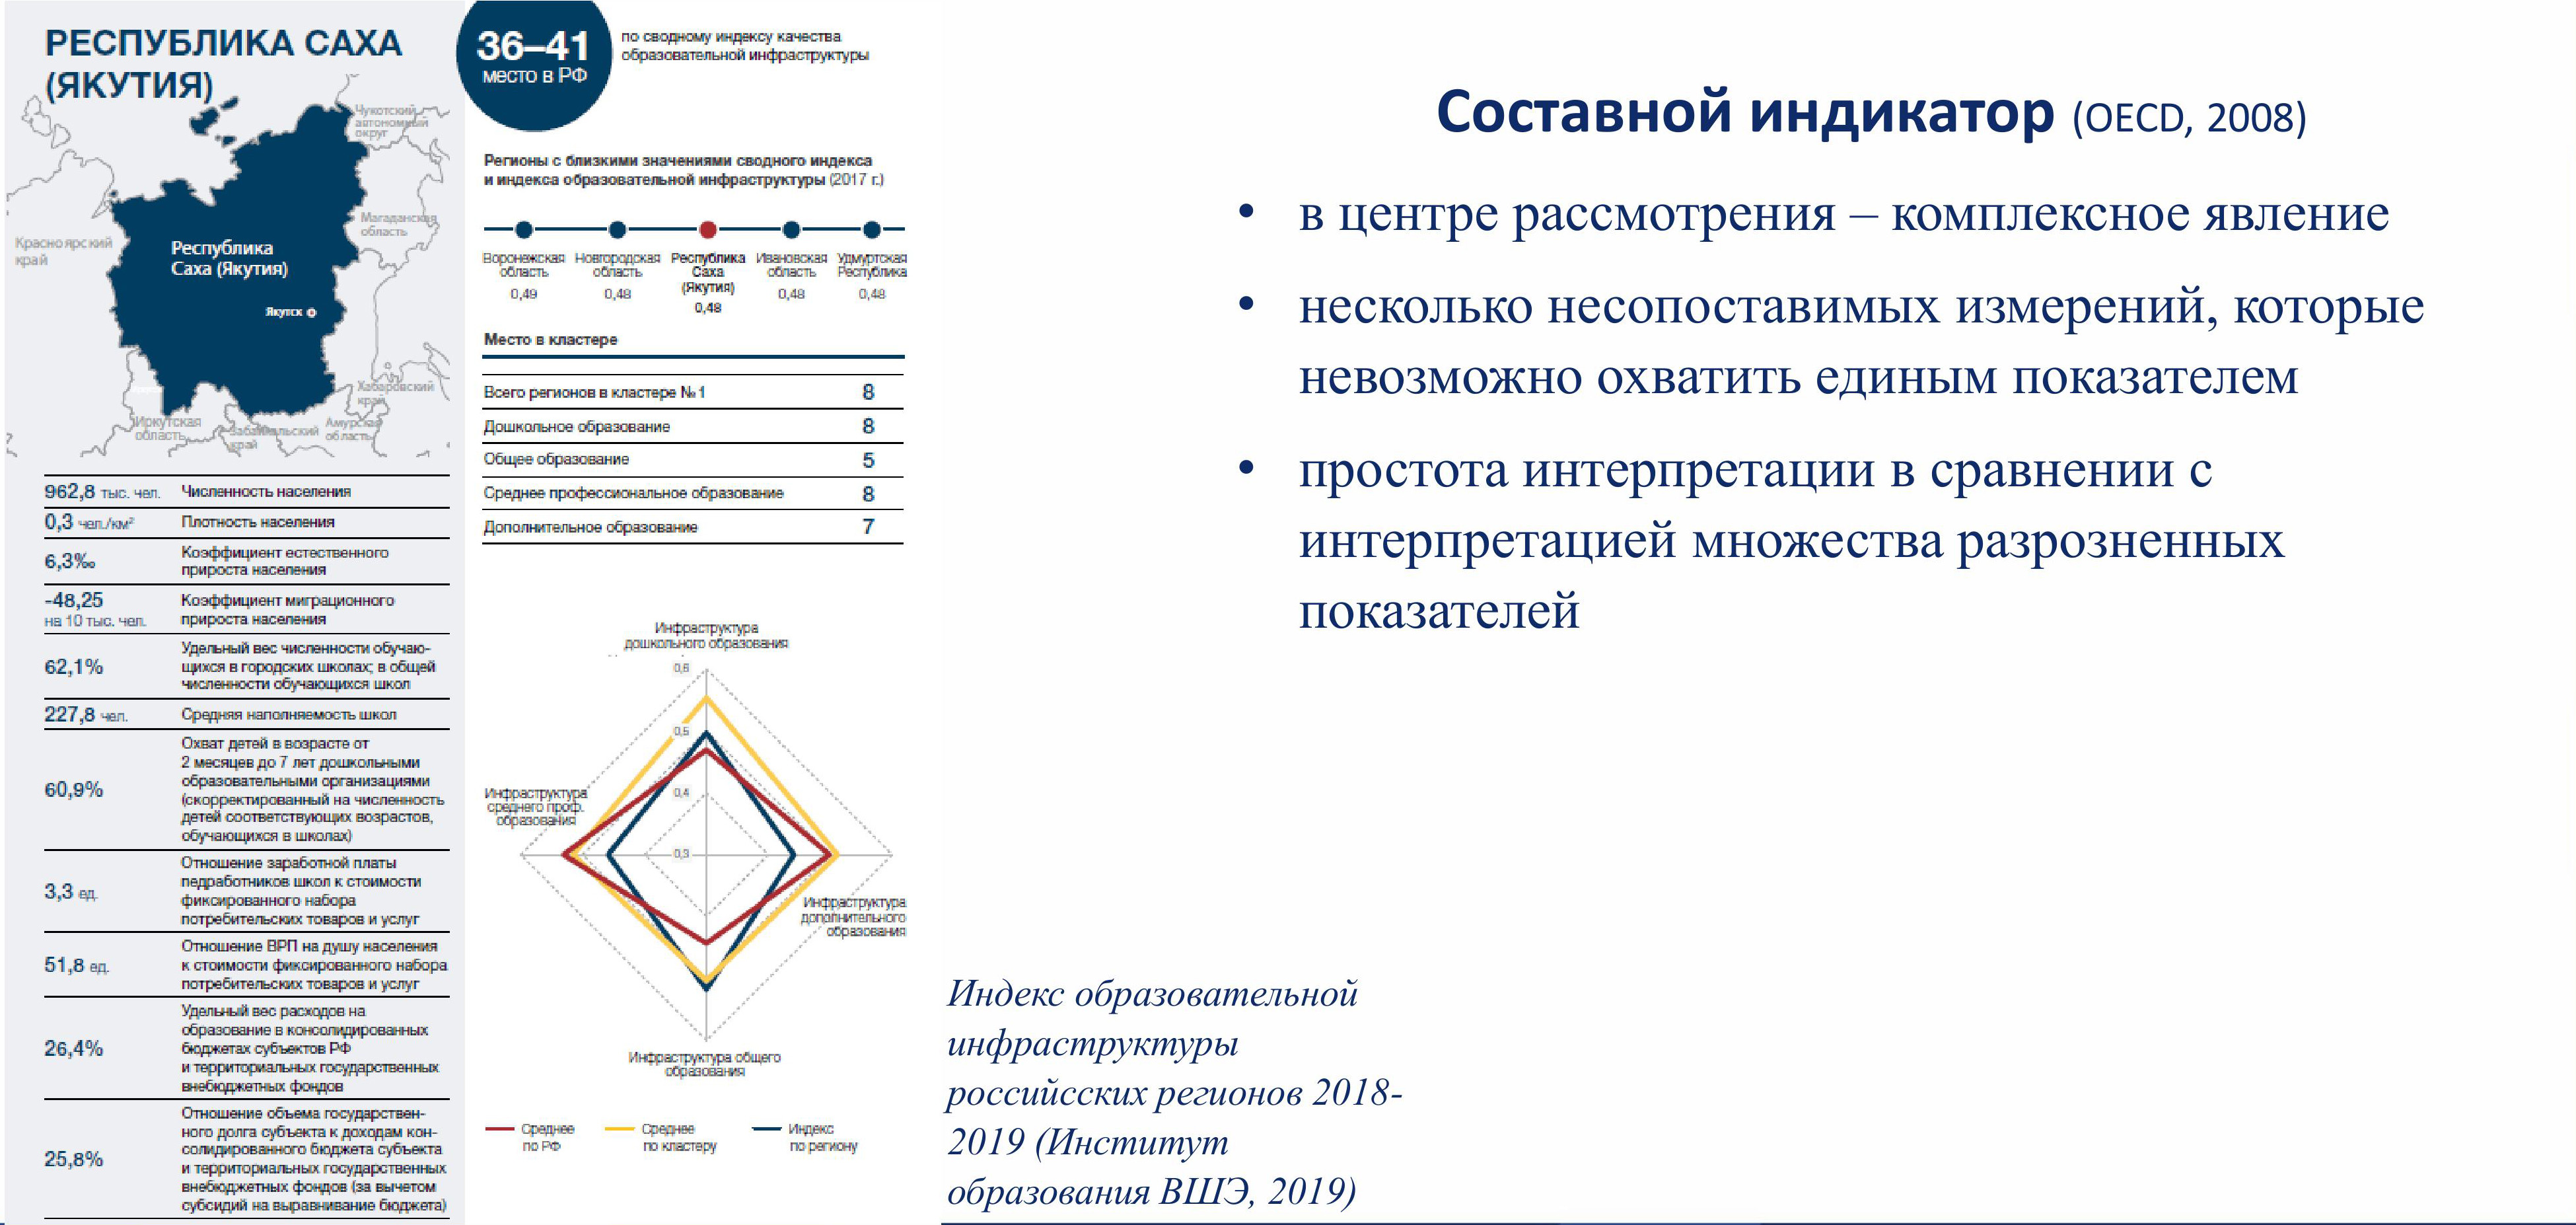 РЕСПУБЛИКА САХА
(ЯКУТИЯ)
Чукотский
автономный
округ
Магаданская
область
Красноярский
край
Республика
Саха (Якутия)
Якутск
Хабаровский
край
Иркутская
область
Забайкальский
край
Амурская
область
962,8 тыс. чел. Численность населения
0,3 чел./км² Плотность населения
6,3‰ Коэффициент естественного
прироста населения
-48,25 Коэффициент миграционного
на 10 тыс. чел. прироста населения
Удельный вес численности обучаю-
62,1% щихся в городских школах; в общей
численности обучающихся школ
227,8 чел. Средняя наполняемость школ
Охват детей в возрасте от
2 месяцев до 7 лет дошкольными
образовательными организациями
60,9% (скорректированный на численность
детей соответствующих возрастов,
обучающихся в школах)
Отношение заработной платы
педработников школ к стоимости
3,3 ед. фиксированного набора
потребительских товаров и услуг
Отношение ВРП на душу населения
51,8 ед. к стоимости фиксированного набора
потребительских товаров и услуг
Удельный вес расходов на
образование в консолидированных
26,4% бюджетах субъектов РФ
и территориальных государственных
внебюджетных фондов
Отношение объема государствен-
ного долга субъекта к доходам кон-
25,8% солидированного бюджета субъекта
и территориальных государственных
внебюджетных фондов (за вычетом
субсидий на выравнивание бюджета)
36–41
место в РФ
по сводному индексу качества
образовательной инфраструктуры
Регионы с близкими значениями сводного индекса
и индекса образовательной инфраструктуры (2017 г.)
Воронежская
область
0,49
Новгородская
область
0,48
Республика
Саха
(Якутия)
0,48
Ивановская
область
0,48
Удмуртская
Республика
0,48
Место в кластере
Всего регионов в кластере №1 8
Дошкольное образование 8
Общее образование 5
Среднее профессиональное образование 8
Дополнительное образование 7
Инфраструктура
дошкольного образования
0,6
0,5
0,4
0,3
Инфраструктура
среднего проф.
образования
Инфраструктура
дополнительного
образования
Инфраструктура общего
образования
Среднее
по РФ
Среднее
по кластеру
Индекс
по региону
Составной индикатор (OECD, 2008)
• в центре рассмотрения – комплексное явление
• несколько несопоставимых измерений, которые
невозможно охватить единым показателем
• простота интерпретации в сравнении с
интерпретацией множества разрозненных
показателей
Индекс образовательной
инфраструктуры
российсских регионов 2018-
2019 (Институт
образования ВШЭ, 2019)